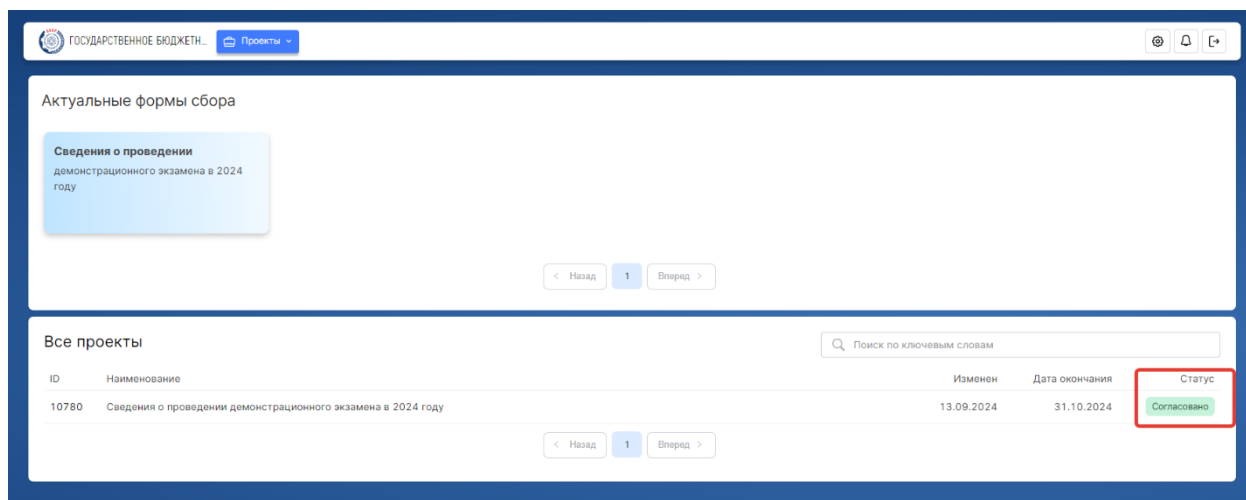 ГОСУДАРСТВЕННОЕ БЮДЖЕТН... Проекты
Актуальные формы сбора
Сведения о проведении
демонстрационного экзамена в 2024
году
< Назад 1 Вперед >
Все проекты
Поиск по ключевым словам
ID Наименование Изменен Дата окончания Статус
10780 Сведения о проведении демонстрационного экзамена в 2024 году 13.09.2024 31.10.2024 Согласовано
< Назад 1 Вперед >